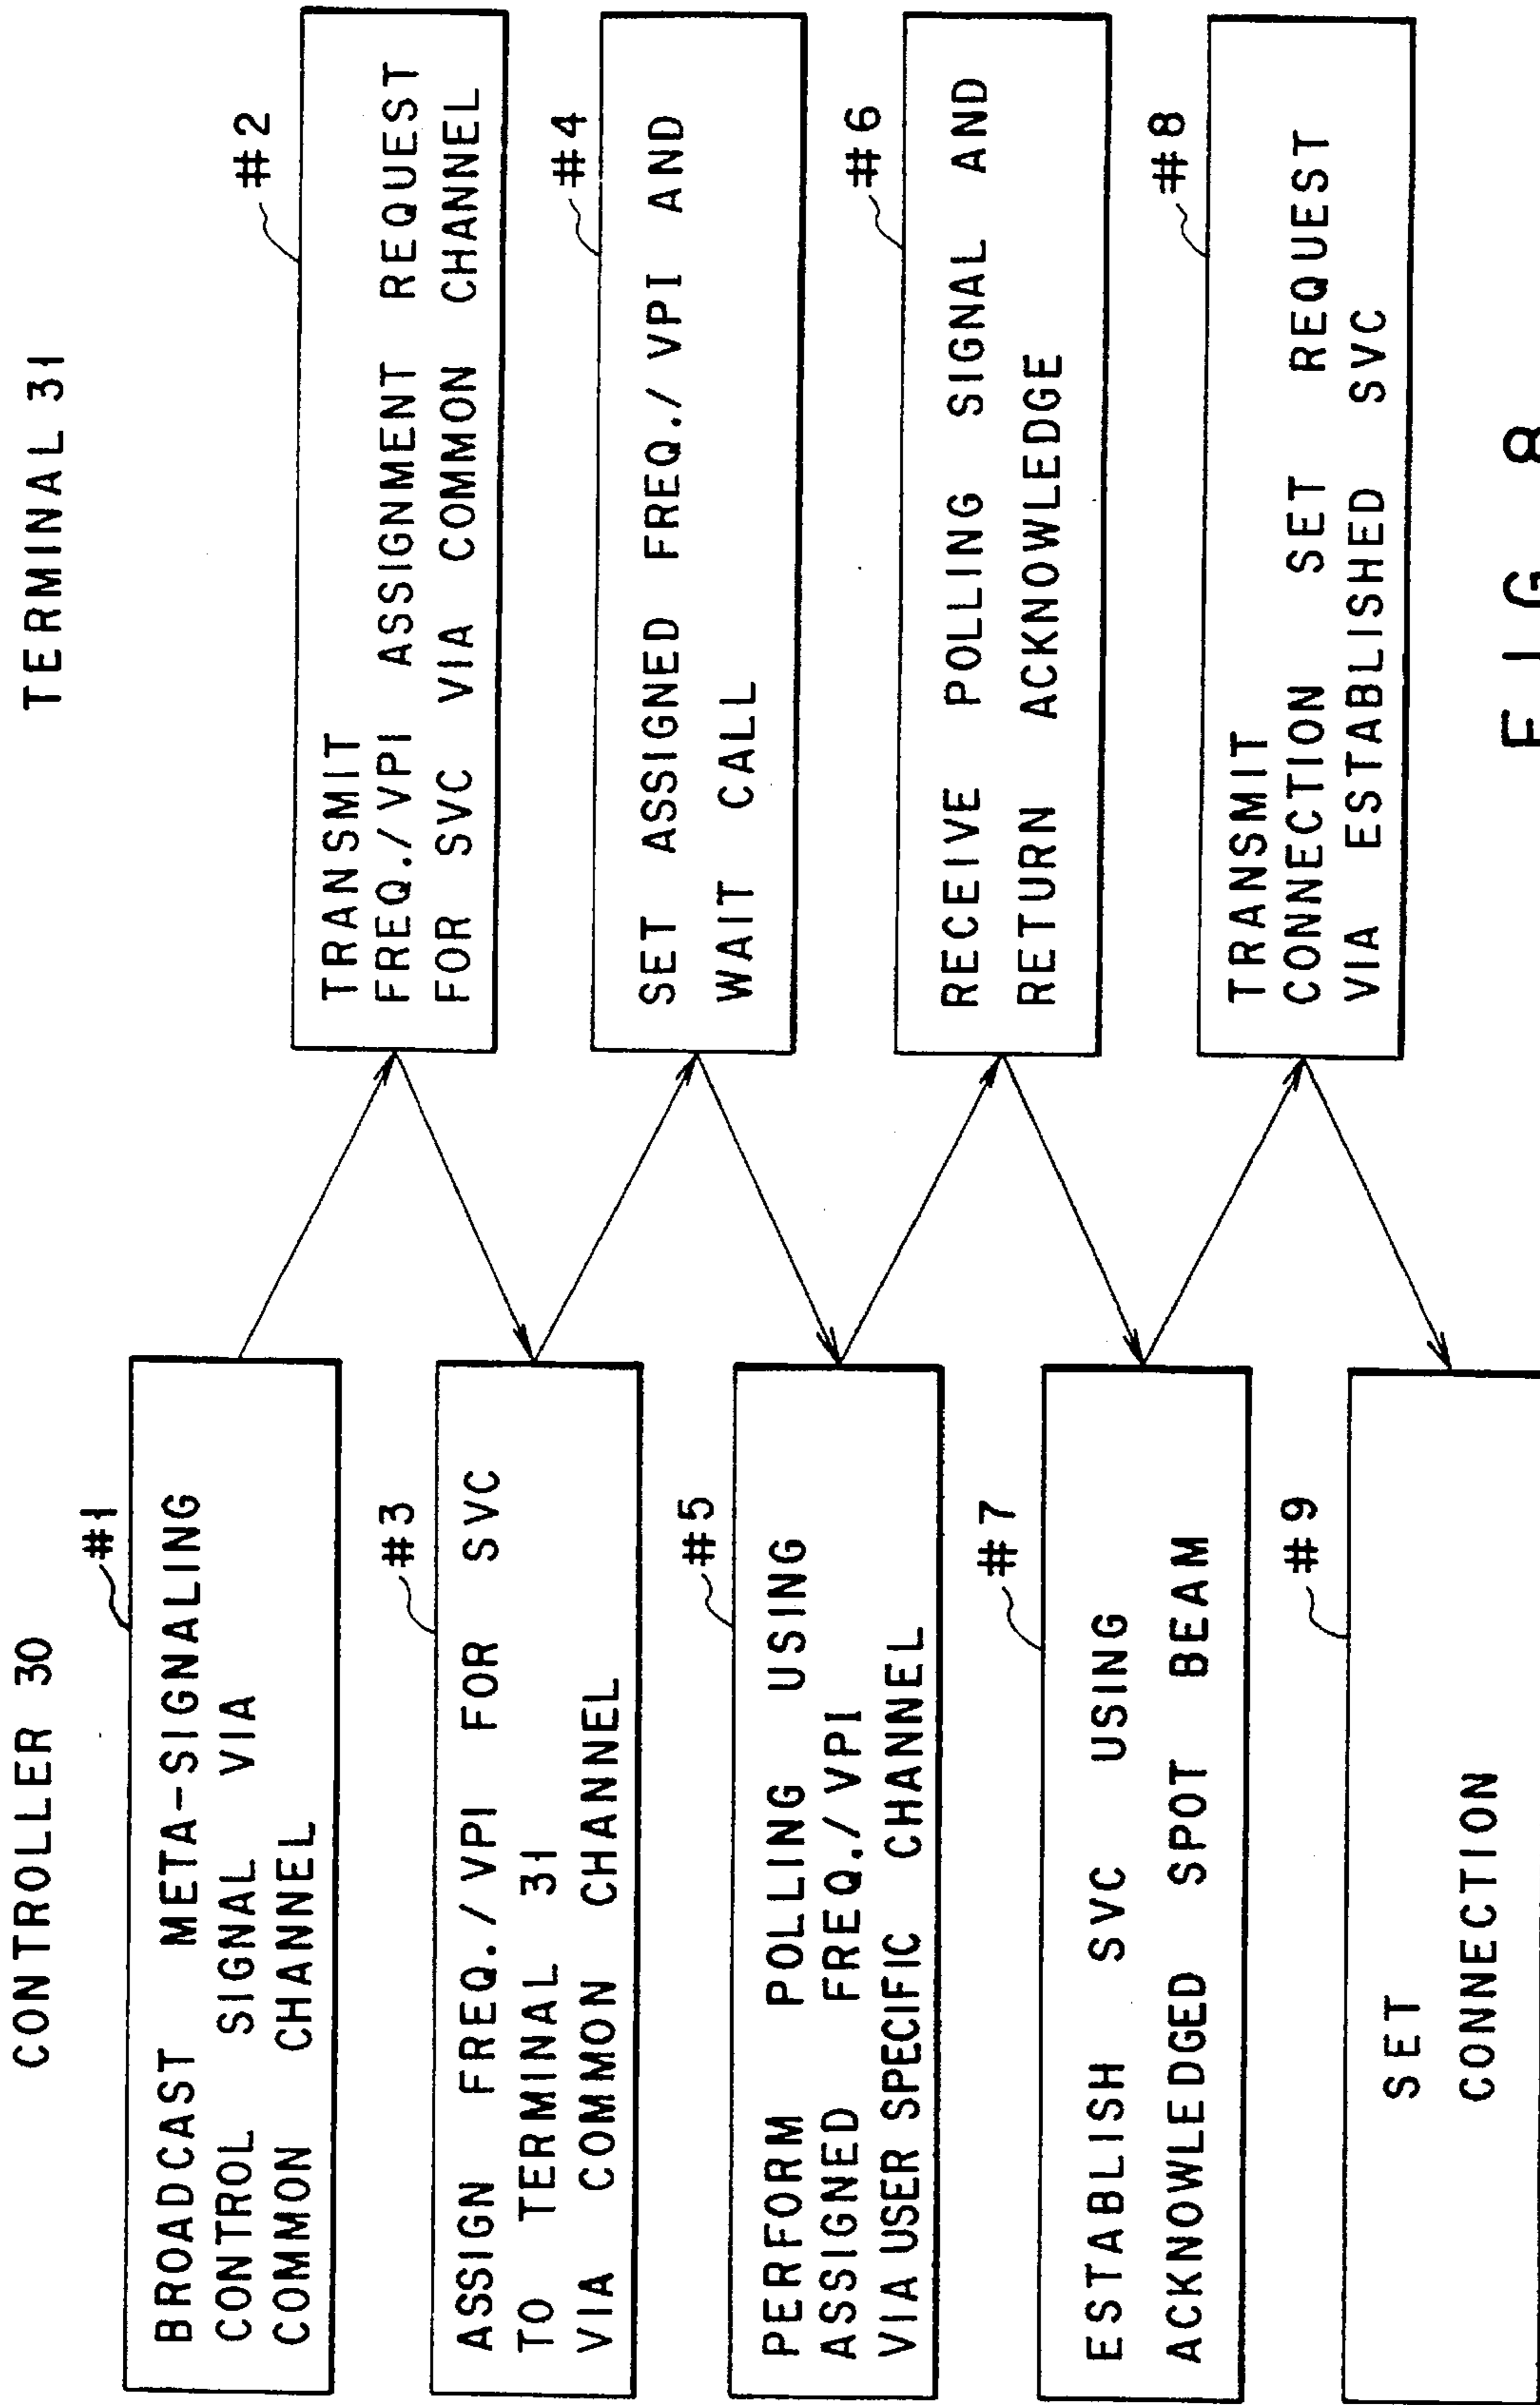 CONTROLLER 30
TERMINAL 31
#1
BROADCAST META-SIGNALING
CONTROL SIGNAL VIA
COMMON CHANNEL
#2
TRANSMIT
FREQ./VPI ASSIGNMENT REQUEST
FOR SVC VIA COMMON CHANNEL
#3
ASSIGN FREQ./VPI FOR SVC
TO TERMINAL 31
VIA COMMON CHANNEL
#4
SET ASSIGNED FREQ./VPI AND
WAIT CALL
#5
PERFORM POLLING USING
ASSIGNED FREQ./VPI
VIA USER SPECIFIC CHANNEL
#6
RECEIVE POLLING SIGNAL AND
RETURN ACKNOWLEDGE
#7
ESTABLISH SVC USING
ACKNOWLEDGED SPOT BEAM
#8
TRANSMIT
CONNECTION SET REQUEST
VIA ESTABLISHED SVC
#9
SET
CONNECTION
FIG 8